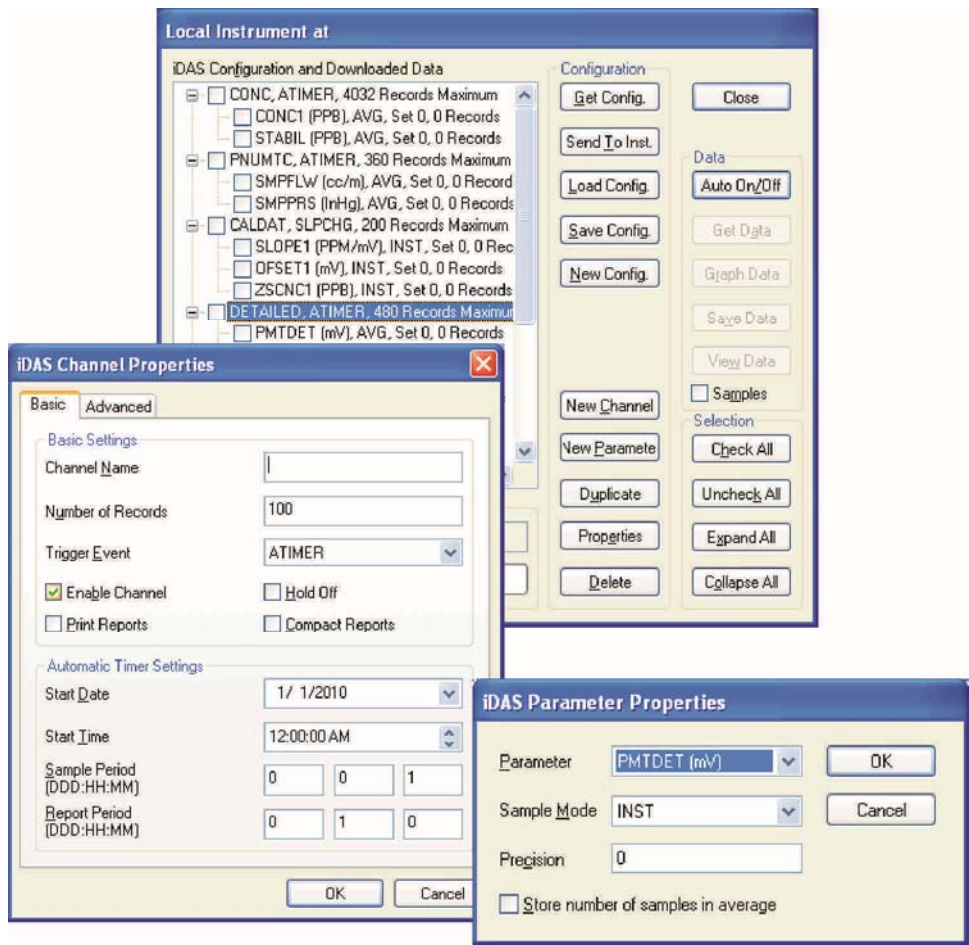 Local Instrument at
iDAS Configuration and Downloaded Data
CONC, ATIMER, 4032 Records Maximum
CONC1 (PPB), AVG, Set 0, 0 Records
STABIL (PPB), AVG, Set 0, 0 Records
PNUMTC, ATIMER, 360 Records Maximum
SMPFLW (cc/m), AVG, Set 0, 0 Record
SMPPRS (InHg), AVG, Set 0, 0 Records
CALDAT, SLPCHG, 200 Records Maximum
SLOPE1 (PPM/mV), INST, Set 0, 0 Rec
OFSET1 (mV), INST, Set 0, 0 Records
ZSCNC1 (PPB), INST, Set 0, 0 Records
DETAILED, ATIMER, 480 Records Maximum
PMTDET (mV), AVG, Set 0, 0 Records
Configuration
Get Config.
Send To Inst.
Load Config.
Save Config.
New Config.
New Channel
New Paramete
Duplicate
Properties
Delete
Close
Data
Auto On/Off
Get Data
Graph Data
Save Data
View Data
Samples
Selection
Check All
Uncheck All
Expand All
Collapse All
iDAS Channel Properties
Basic
Advanced
Basic Settings
Channel Name
Number of Records
100
Trigger Event
ATIMER
Enable Channel
Hold Off
Print Reports
Compact Reports
Automatic Timer Settings
Start Date
1/ 1/2010
Start Time
12:00:00 AM
Sample Period
(DDD:HH:MM)
0 0 1
Report Period
(DDD:HH:MM)
0 1 0
OK
Cancel
iDAS Parameter Properties
Parameter
PMTDET (mV)
OK
Sample Mode
INST
Cancel
Precision
0
Store number of samples in average